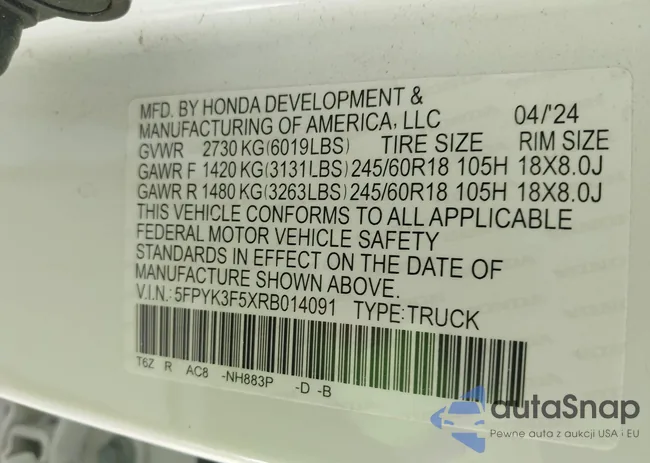 MFD. BY HONDA DEVELOPMENT &
MANUFACTURING OF AMERICA, LLC 04/'24
GVWR 2730 KG(6019LBS) TIRE SIZE RIM SIZE
GAWR F 1420 KG(3131LBS) 245/60R18 105H 18X8.0J
GAWR R 1480 KG(3263LBS) 245/60R18 105H 18X8.0J
THIS VEHICLE CONFORMS TO ALL APPLICABLE
FEDERAL MOTOR VEHICLE SAFETY
STANDARDS IN EFFECT ON THE DATE OF
MANUFACTURE SHOWN ABOVE.
V.I.N.:5FPYK3F5XRB014091 TYPE:TRUCK
T6Z R AC8 -NH883P -D -B
autaSnap
Pewne auta z aukcji USA i EU